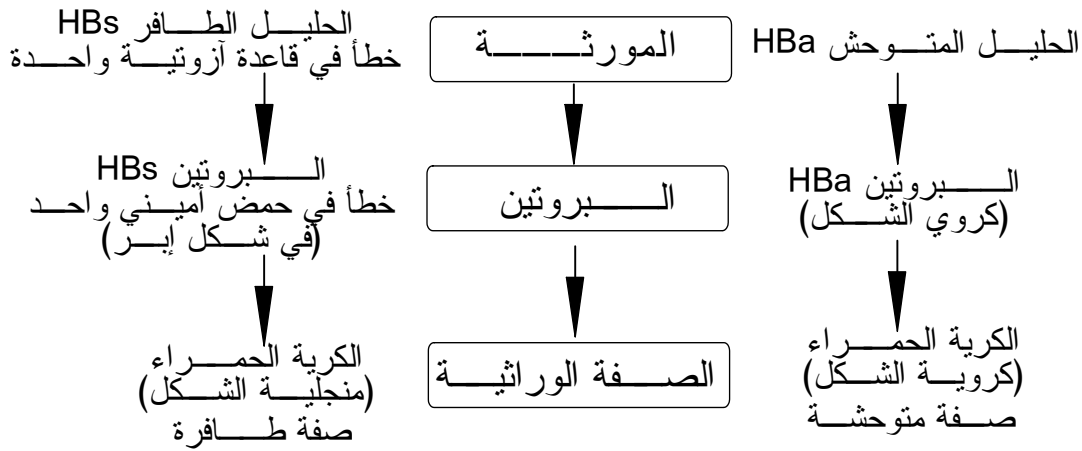 الحليل المتوحش HBa
المورثة
الحليل الطافر HBs
خطأ في قاعدة آزوتية واحدة
البروتين HBa
(كروي الشكل)
البروتين
البروتين HBs
خطأ في حمض أميني واحد
(في شكل إبر)
الكرية الحمراء
(كروية الشكل)
صفة متوحشة
الصفة الوراثية
الكرية الحمراء
(منجلية الشكل)
صفة طافرة